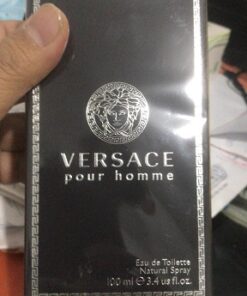 VERSACE
pour homme
Eau de Toilette
Natural Spray
100 ml ℮ 3.4 us fl.oz.